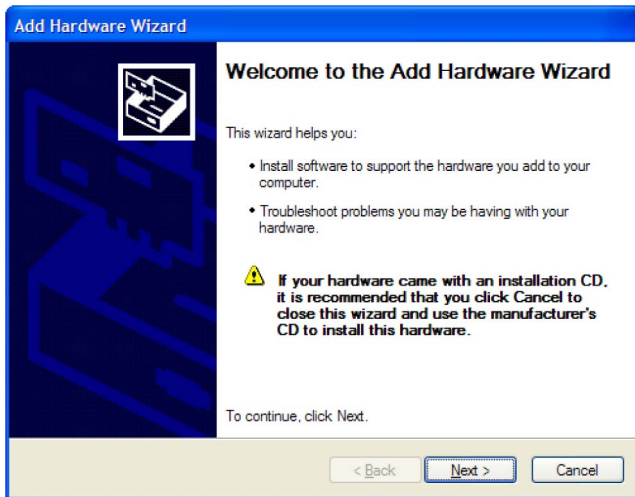 Add Hardware Wizard
Welcome to the Add Hardware Wizard
This wizard helps you:
• Install software to support the hardware you add to your
computer.
• Troubleshoot problems you may be having with your
hardware.
If your hardware came with an installation CD,
it is recommended that you click Cancel to
close this wizard and use the manufacturer's
CD to install this hardware.
To continue, click Next.
< Back Next > Cancel